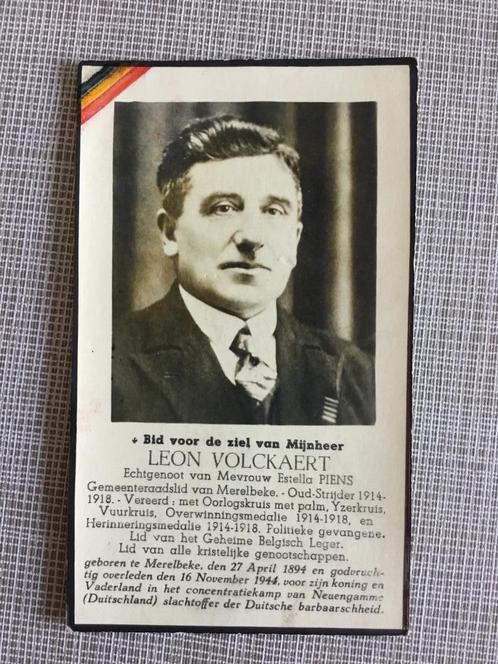 + Bid voor de ziel van Mijnheer
LEON VOLCKAERT
Echtgenoot van Mevrouw Estella PIENS
Gemeenteraadslid van Merelbeke. - Oud-Strijder 1914-
1918. - Vereerd : met Oorlogskruis met palm, Yzerkruis,
Vuurkruis, Overwinningsmedalie 1914-1918, en
Herinneringsmedalie 1914-1918. Politieke gevangene.
Lid van het Geheime Belgisch Leger.
Lid van alle kristelijke genootschappen.
geboren te Merelbeke, den 27 April 1894 en godvruch-
tig overleden den 16 November 1944, voor zijn koning en
Vaderland in het concentratiekamp van Neuengamme
(Duitschland) slachtoffer der Duitsche barbaarschheid.